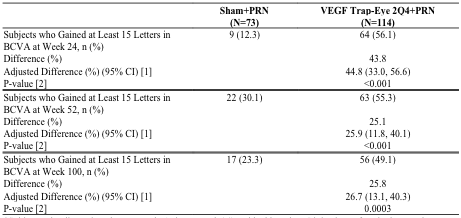 Sham+PRN VEGF Trap-Eye 2Q4+PRN
(N=73) (N=114)
Subjects who Gained at Least 15 Letters in 9 (12.3) 64 (56.1)
BCVA at Week 24, n (%)
Difference (%) 43.8
Adjusted Difference (%) (95% CI) [1] 44.8 (33.0, 56.6)
P-value [2] <0.001
Subjects who Gained at Least 15 Letters in 22 (30.1) 63 (55.3)
BCVA at Week 52, n (%)
Difference (%) 25.1
Adjusted Difference (%) (95% CI) [1] 25.9 (11.8, 40.1)
P-value [2] <0.001
Subjects who Gained at Least 15 Letters in 17 (23.3) 56 (49.1)
BCVA at Week 100, n (%)
Difference (%) 25.8
Adjusted Difference (%) (95% CI) [1] 26.7 (13.1, 40.3)
P-value [2] 0.0003